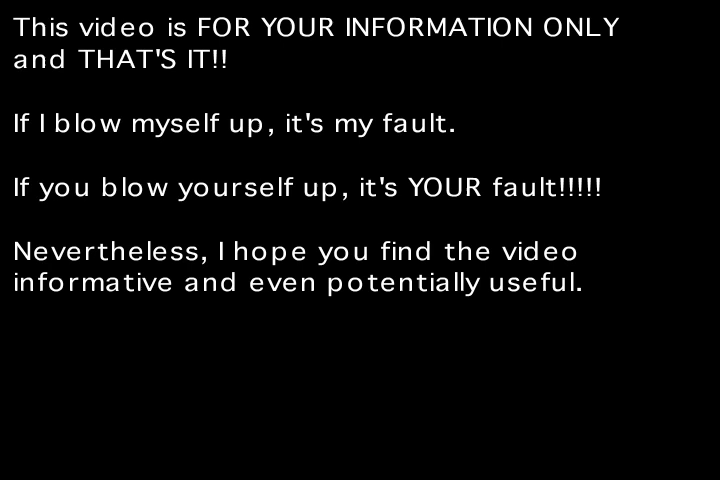 This video is FOR YOUR INFORMATION ONLY
and THAT'S IT!!
If I blow myself up, it's my fault.
If you blow yourself up, it's YOUR fault!!!!!
Nevertheless, I hope you find the video
informative and even potentially useful.